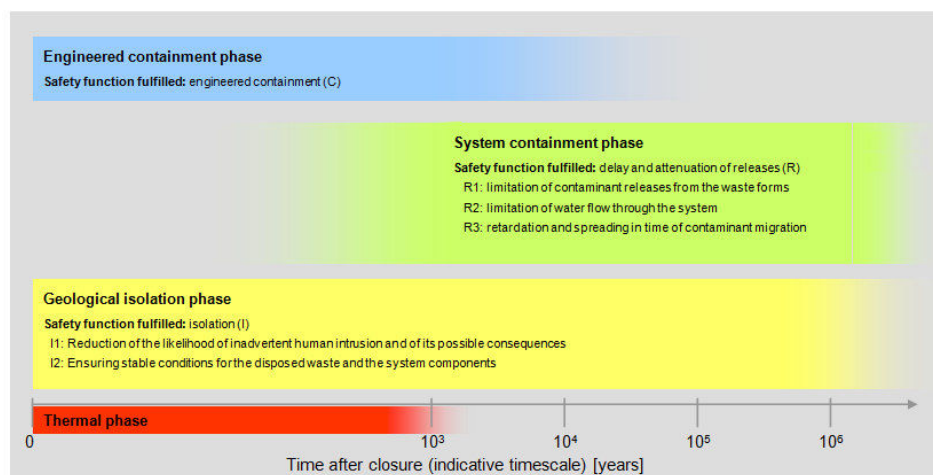 Engineered containment phase
Safety function fulfilled: engineered containment (C)
System containment phase
Safety function fulfilled: delay and attenuation of releases (R)
R1: limitation of contaminant releases from the waste forms
R2: limitation of water flow through the system
R3: retardation and spreading in time of contaminant migration
Geological isolation phase
Safety function fulfilled: isolation (I)
I1: Reduction of the likelihood of inadvertent human intrusion and of its possible consequences
I2: Ensuring stable conditions for the disposed waste and the system components
Thermal phase
0 10³ 10⁴ 10⁵ 10⁶
Time after closure (indicative timescale) [years]